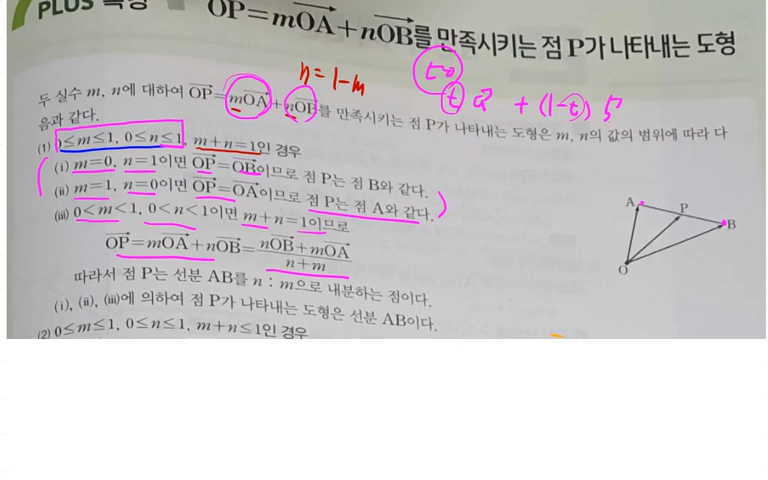 PLUS 특강 OP=mOA+nOB를 만족시키는 점 P가 나타내는 도형
n=1-m
t=0
t a + (1-t) b
두 실수 m, n에 대하여 OP=mOA+nOB를 만족시키는 점 P가 나타내는 도형은 m, n의 값의 범위에 따라 다
음과 같다.
(1) 0≤m≤1, 0≤n≤1, m+n=1인 경우
(i) m=0, n=1이면 OP=OB이므로 점 P는 점 B와 같다.
(ii) m=1, n=0이면 OP=OA이므로 점 P는 점 A와 같다.
(iii) 0<m<1, 0<n<1이면 m+n=1이므로
OP=mOA+nOB=
nOB+mOA
n+m
따라서 점 P는 선분 AB를 n : m으로 내분하는 점이다.
(i), (ii), (iii)에 의하여 점 P가 나타내는 도형은 선분 AB이다.
(2) 0≤m≤1, 0≤n≤1, m+n≤1인 경우
A
P
B
O